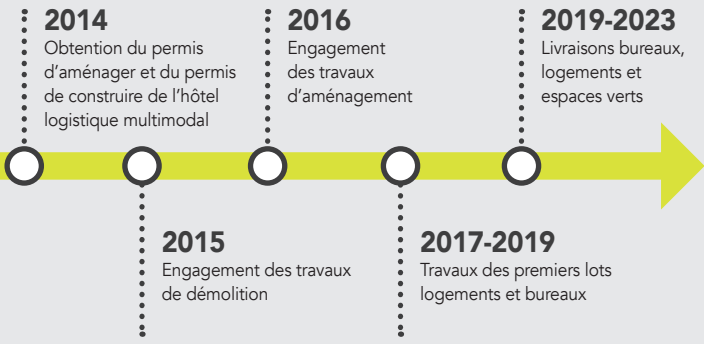 2014
Obtention du permis
d'aménager et du permis
de construire de l'hôtel
logistique multimodal
2015
Engagement des travaux
de démolition
2016
Engagement
des travaux
d'aménagement
2017-2019
Travaux des premiers lots
logements et bureaux
2019-2023
Livraisons bureaux,
logements et
espaces verts